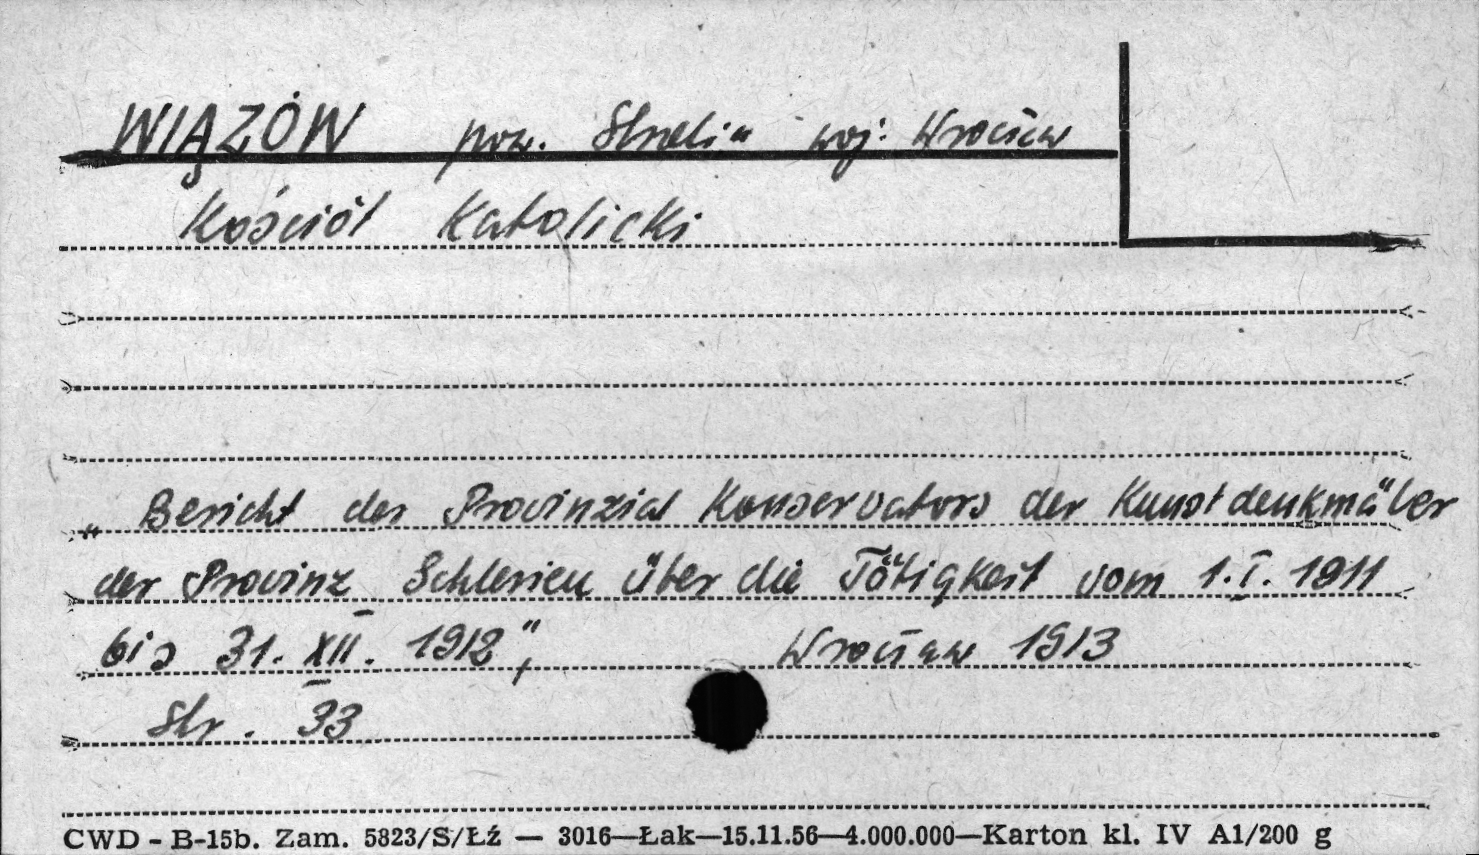 WIĄZÓW pow. Strzelin woj: Wrocław
Kościół Katolicki
„Bericht des Provinzial Konservators der Kunstdenkmäler
der Provinz Schlesien über die Tätigkeit vom 1.I.1911
bis 31.XII.1912", Wrocław 1913
Str. 33
CWD - B-15b. Zam. 5823/S/Łź — 3016—Łak—15.11.56—4.000.000—Karton kl. IV A1/200 g